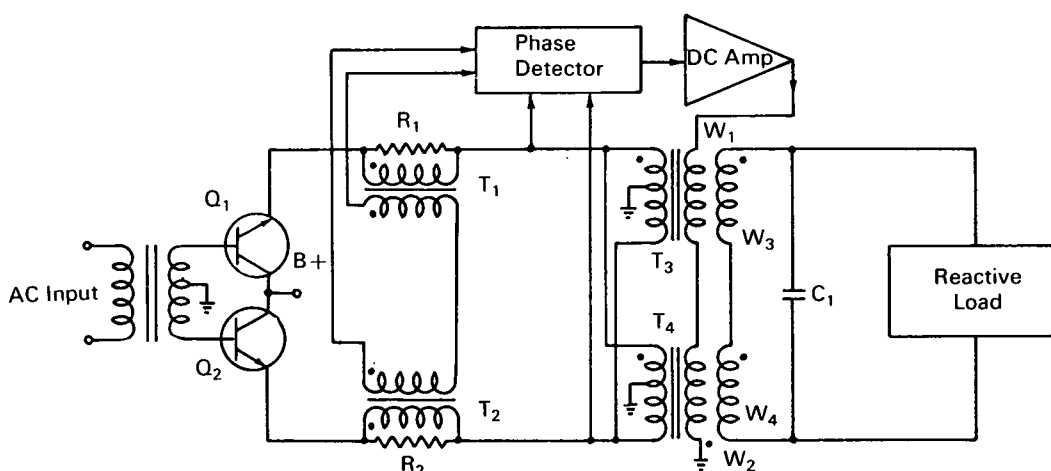 Phase
Detector
DC Amp
R1
W1
T1
Q1
B+
W3
T3
AC Input
C1
Reactive
Load
T4
Q2
T2
W4
R2
W2